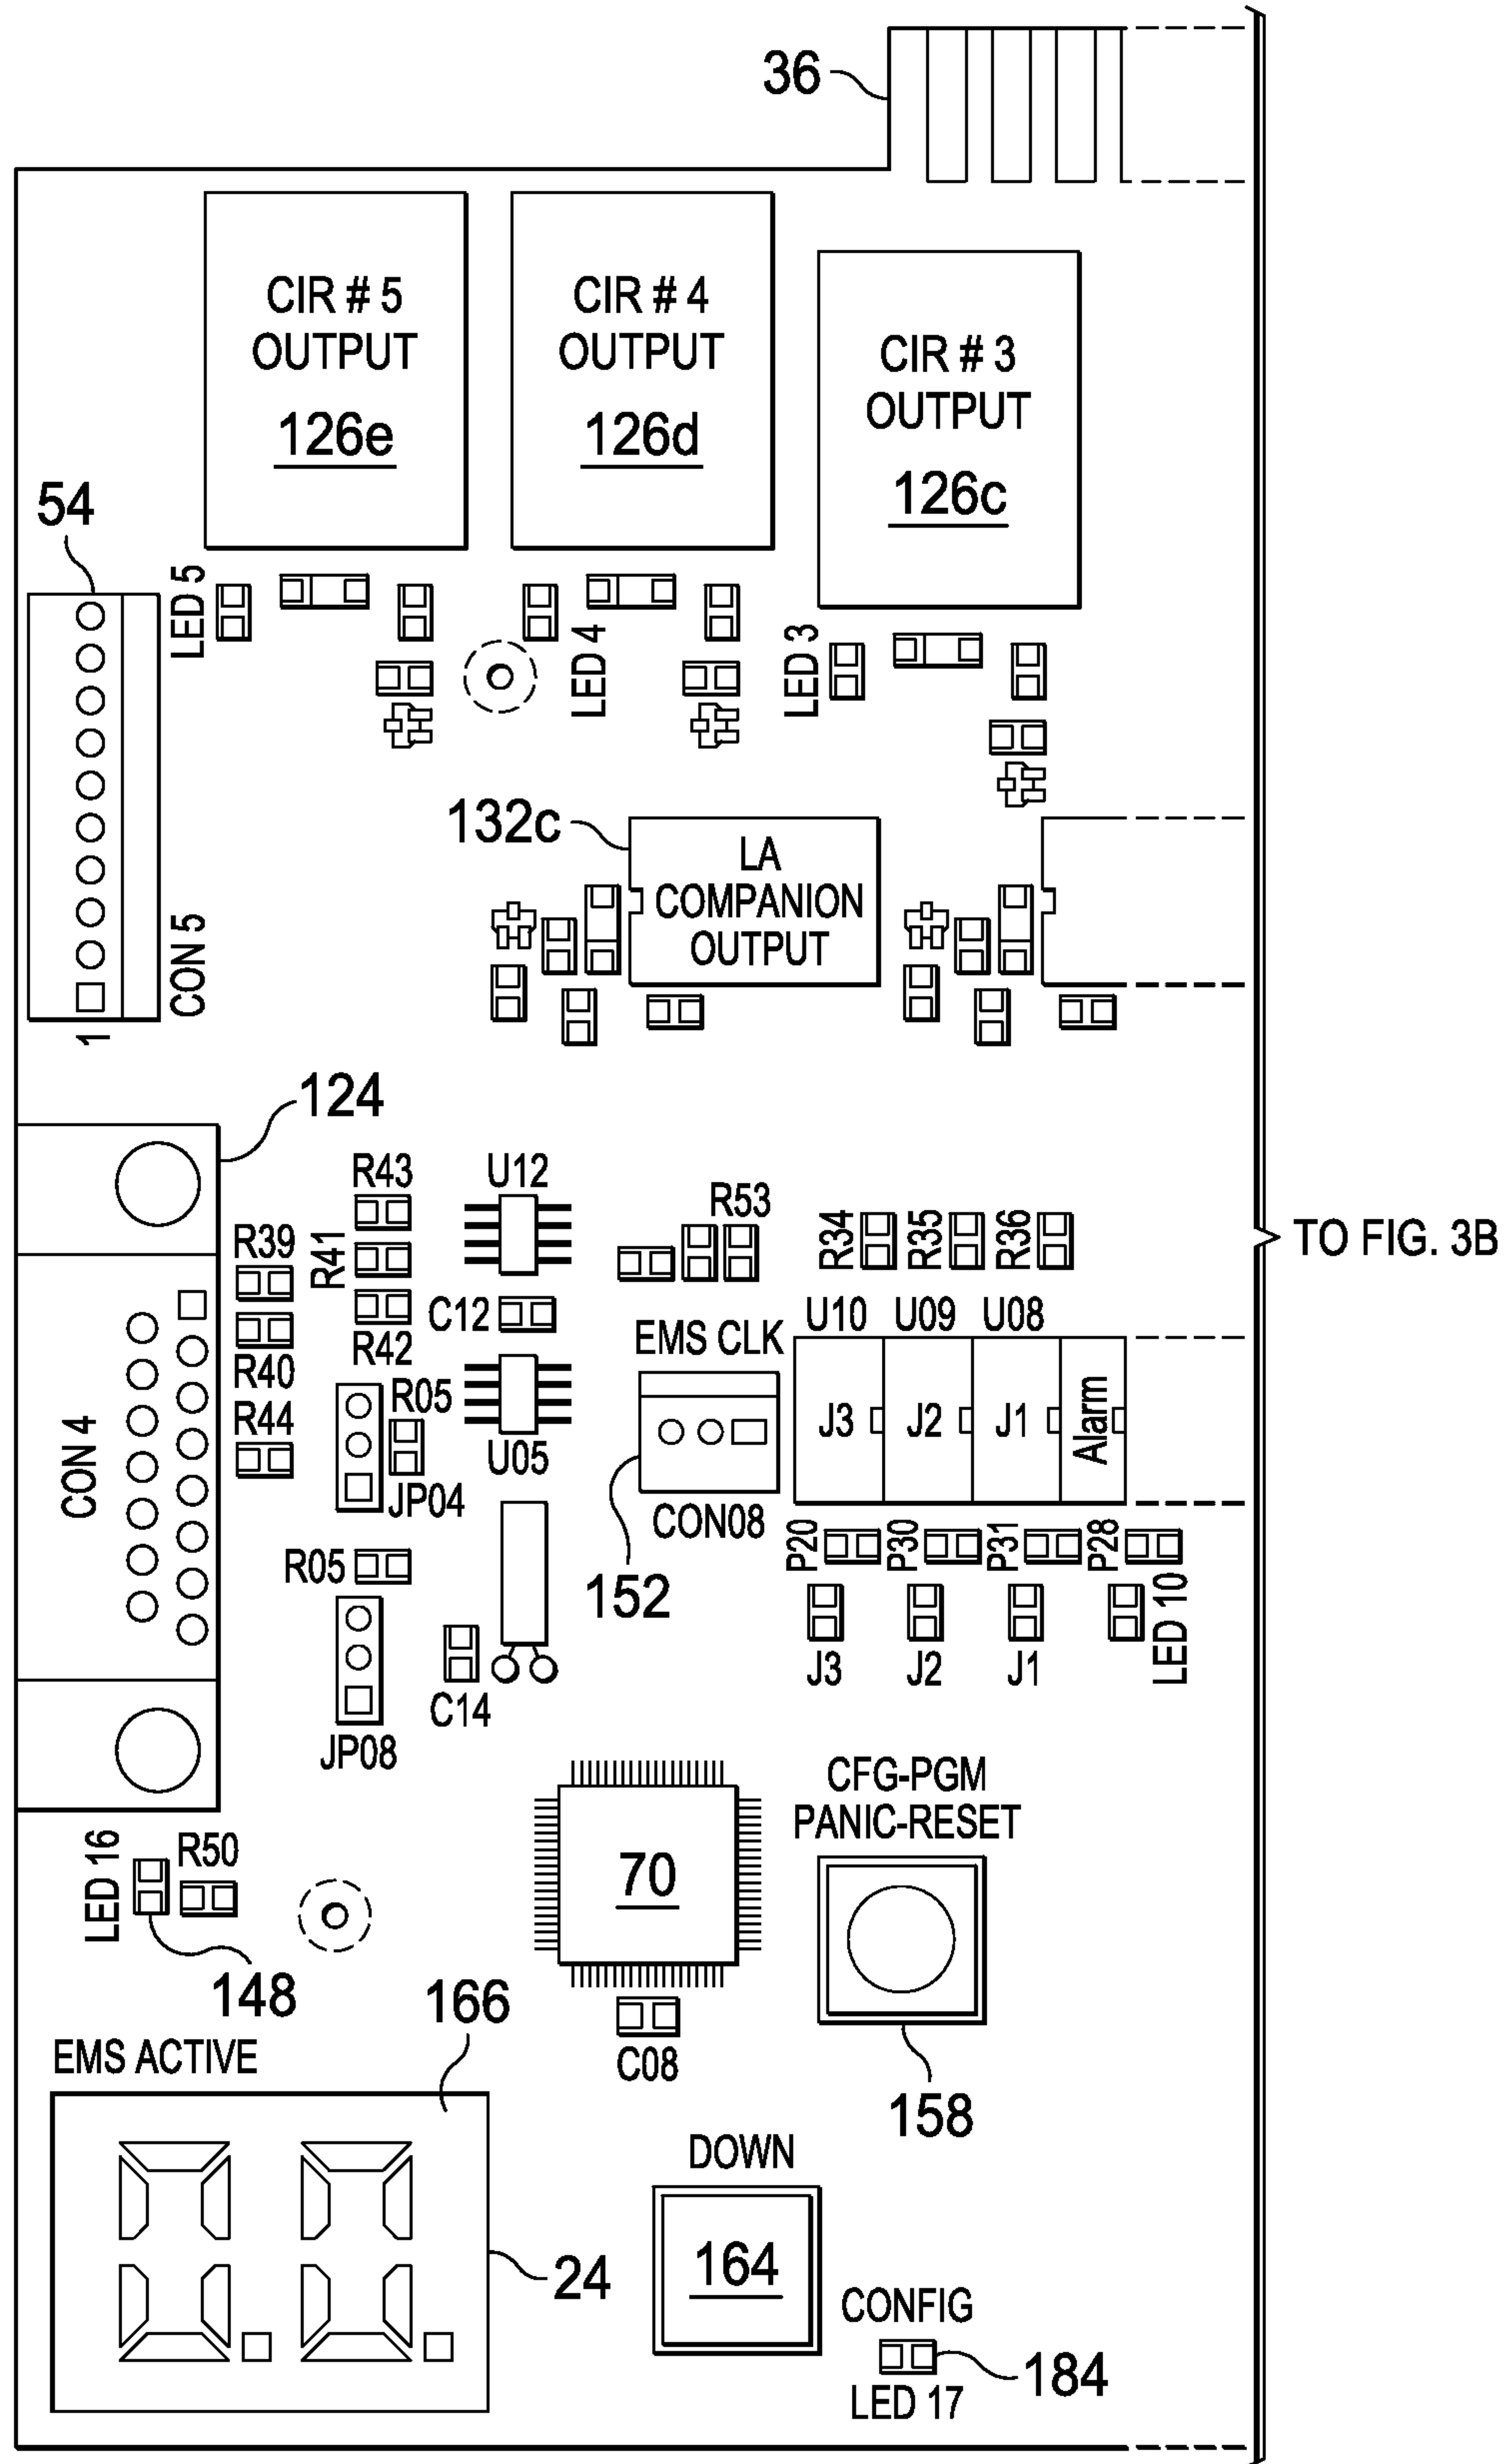 36
CIR # 5
OUTPUT
126e
CIR # 4
OUTPUT
126d
CIR # 3
OUTPUT
126c
54
LED 5
LED 4
LED 3
CON 5
1
132c
LA
COMPANION
OUTPUT
124
R43
U12
R53
R34
R35
R36
R39
R41
R40
R42
C12
EMS CLK
U10
U09
U08
TO FIG. 3B
R44
R05
CON 4
JP04
U05
J3
J2
J1
Alarm
CON08
152
R05
P20
P30
P31
P28
J3
J2
J1
LED 10
C14
JP08
CFG-PGM
PANIC-RESET
LED 16
R50
70
148
166
158
C08
EMS ACTIVE
DOWN
24
164
CONFIG
184
LED 17